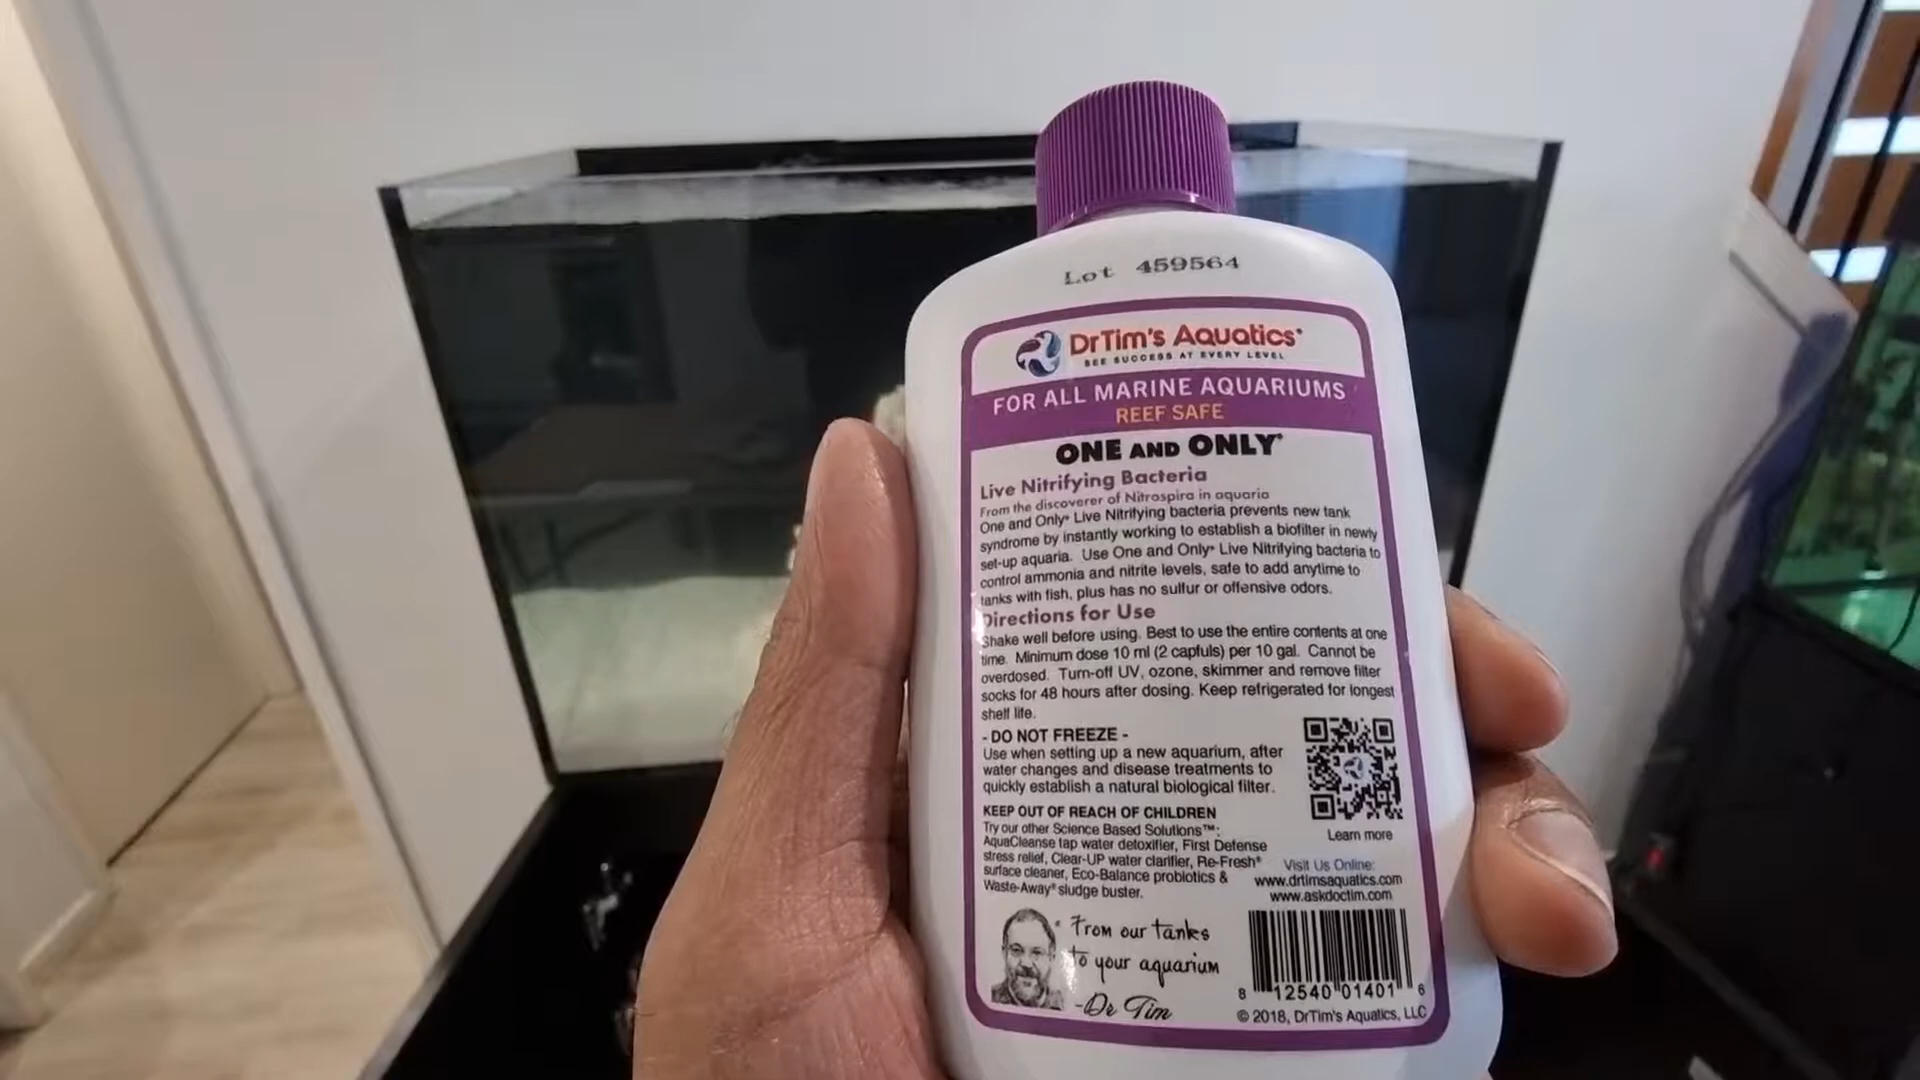 Lot 459564
DrTim's Aquatics®
SEE SUCCESS AT EVERY LEVEL
FOR ALL MARINE AQUARIUMS
REEF SAFE
ONE AND ONLY®
Live Nitrifying Bacteria
From the discoverer of Nitrospira in aquaria
One and Only® Live Nitrifying bacteria prevents new tank
syndrome by instantly working to establish a biofilter in newly
set-up aquaria. Use One and Only® Live Nitrifying bacteria to
control ammonia and nitrite levels, safe to add anytime to
tanks with fish, plus has no sulfur or offensive odors.
Directions for Use
Shake well before using. Best to use the entire contents at one
time. Minimum dose 10 ml (2 capfuls) per 10 gal. Cannot be
overdosed. Turn-off UV, ozone, skimmer and remove filter
socks for 48 hours after dosing. Keep refrigerated for longest
shelf life.
- DO NOT FREEZE -
Use when setting up a new aquarium, after
water changes and disease treatments to
quickly establish a natural biological filter.
KEEP OUT OF REACH OF CHILDREN
Try our other Science Based Solutions™:
AquaCleanse tap water detoxifier, First Defense
stress relief, Clear-UP water clarifier, Re-Fresh®
surface cleaner, Eco-Balance probiotics &
Waste-Away® sludge buster.
Learn more
Visit Us Online:
www.drtimsaquatics.com
www.askdoctim.com
From our tanks
to your aquarium
-Dr Tim
8 12540 01401 6
© 2018, DrTim's Aquatics, LLC